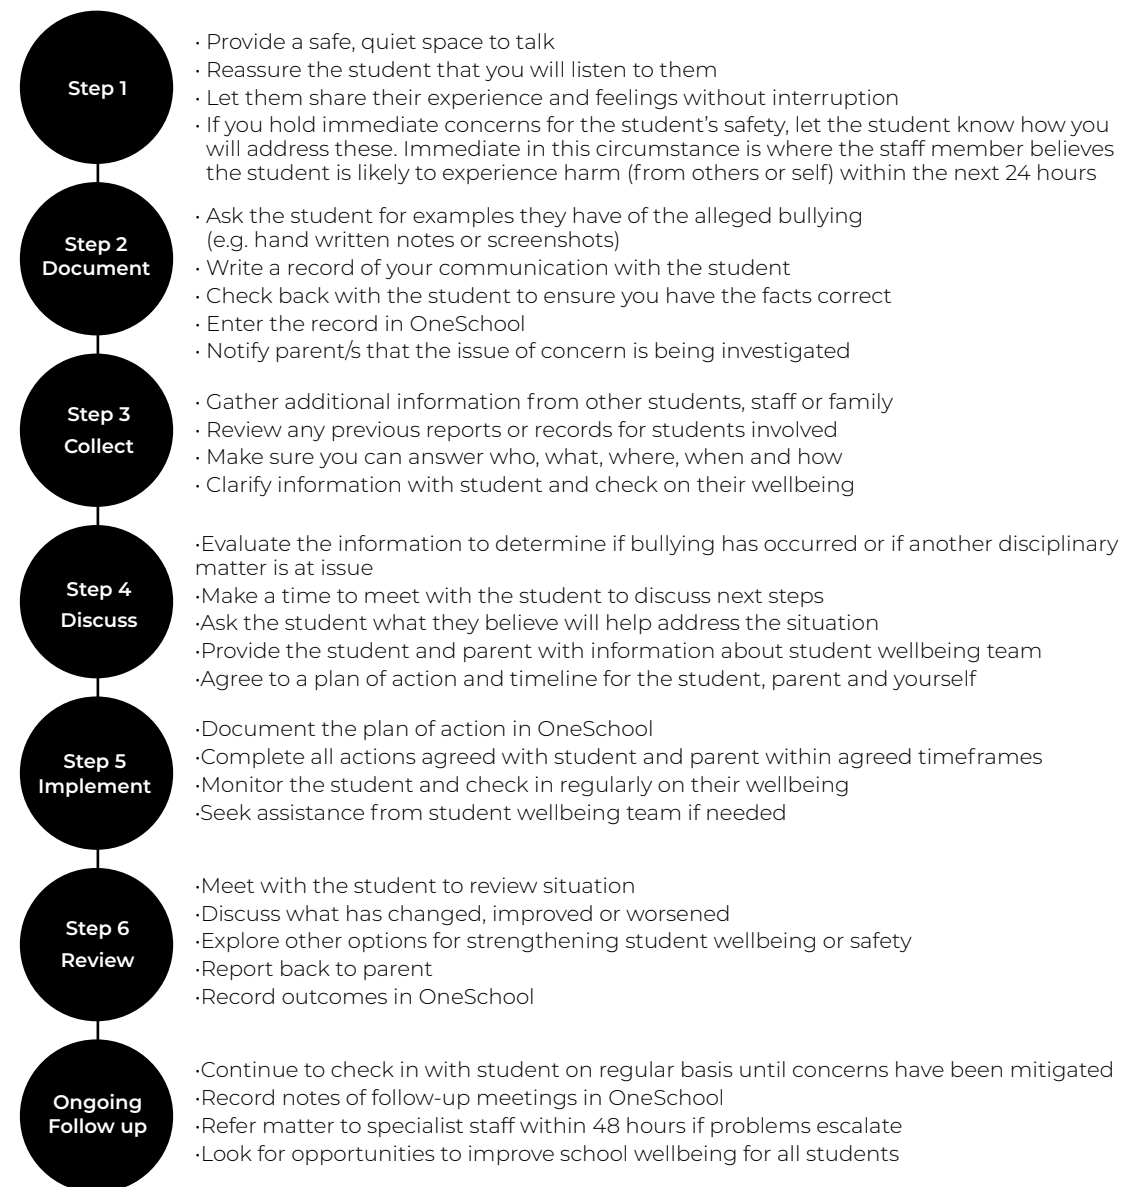 Step 1
· Provide a safe, quiet space to talk
· Reassure the student that you will listen to them
· Let them share their experience and feelings without interruption
· If you hold immediate concerns for the student’s safety, let the student know how you
will address these. Immediate in this circumstance is where the staff member believes
the student is likely to experience harm (from others or self) within the next 24 hours
Step 2
Document
· Ask the student for examples they have of the alleged bullying
(e.g. hand written notes or screenshots)
· Write a record of your communication with the student
· Check back with the student to ensure you have the facts correct
· Enter the record in OneSchool
· Notify parent/s that the issue of concern is being investigated
Step 3
Collect
· Gather additional information from other students, staff or family
· Review any previous reports or records for students involved
· Make sure you can answer who, what, where, when and how
· Clarify information with student and check on their wellbeing
Step 4
Discuss
·Evaluate the information to determine if bullying has occurred or if another disciplinary
matter is at issue
·Make a time to meet with the student to discuss next steps
·Ask the student what they believe will help address the situation
·Provide the student and parent with information about student wellbeing team
·Agree to a plan of action and timeline for the student, parent and yourself
Step 5
Implement
·Document the plan of action in OneSchool
·Complete all actions agreed with student and parent within agreed timeframes
·Monitor the student and check in regularly on their wellbeing
·Seek assistance from student wellbeing team if needed
Step 6
Review
·Meet with the student to review situation
·Discuss what has changed, improved or worsened
·Explore other options for strengthening student wellbeing or safety
·Report back to parent
·Record outcomes in OneSchool
Ongoing
Follow up
·Continue to check in with student on regular basis until concerns have been mitigated
·Record notes of follow-up meetings in OneSchool
·Refer matter to specialist staff within 48 hours if problems escalate
·Look for opportunities to improve school wellbeing for all students